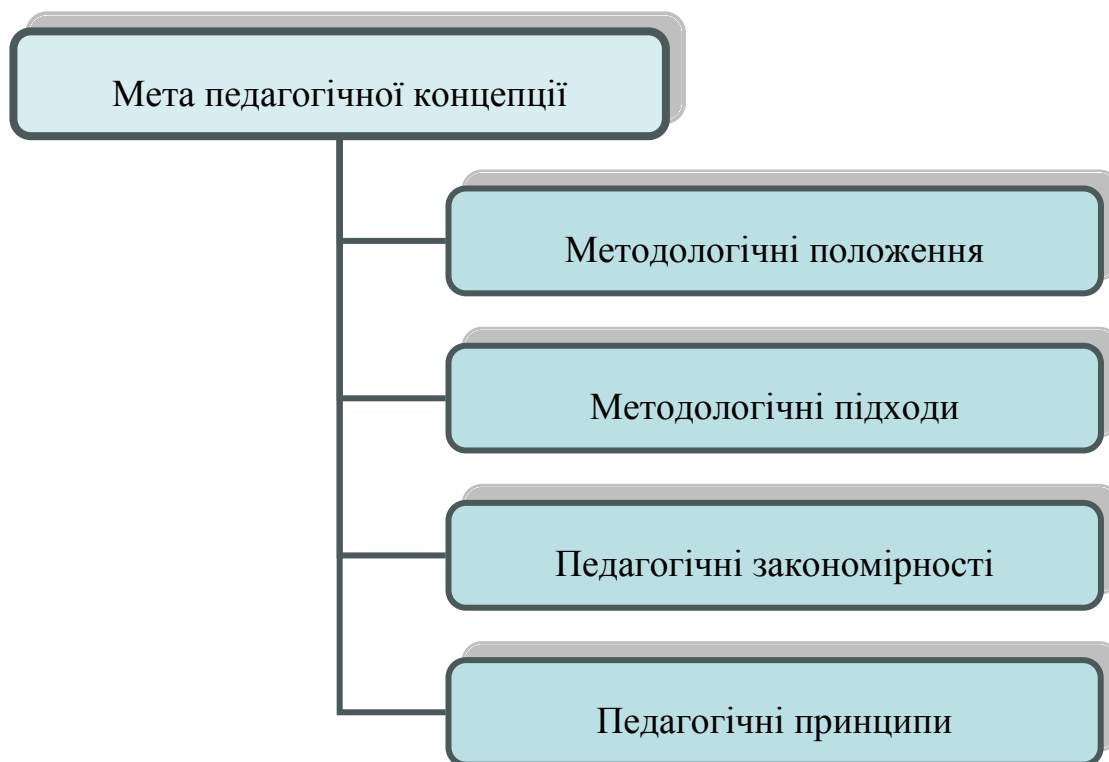 Мета педагогічної концепції
Методологічні положення
Методологічні підходи
Педагогічні закономірності
Педагогічні принципи